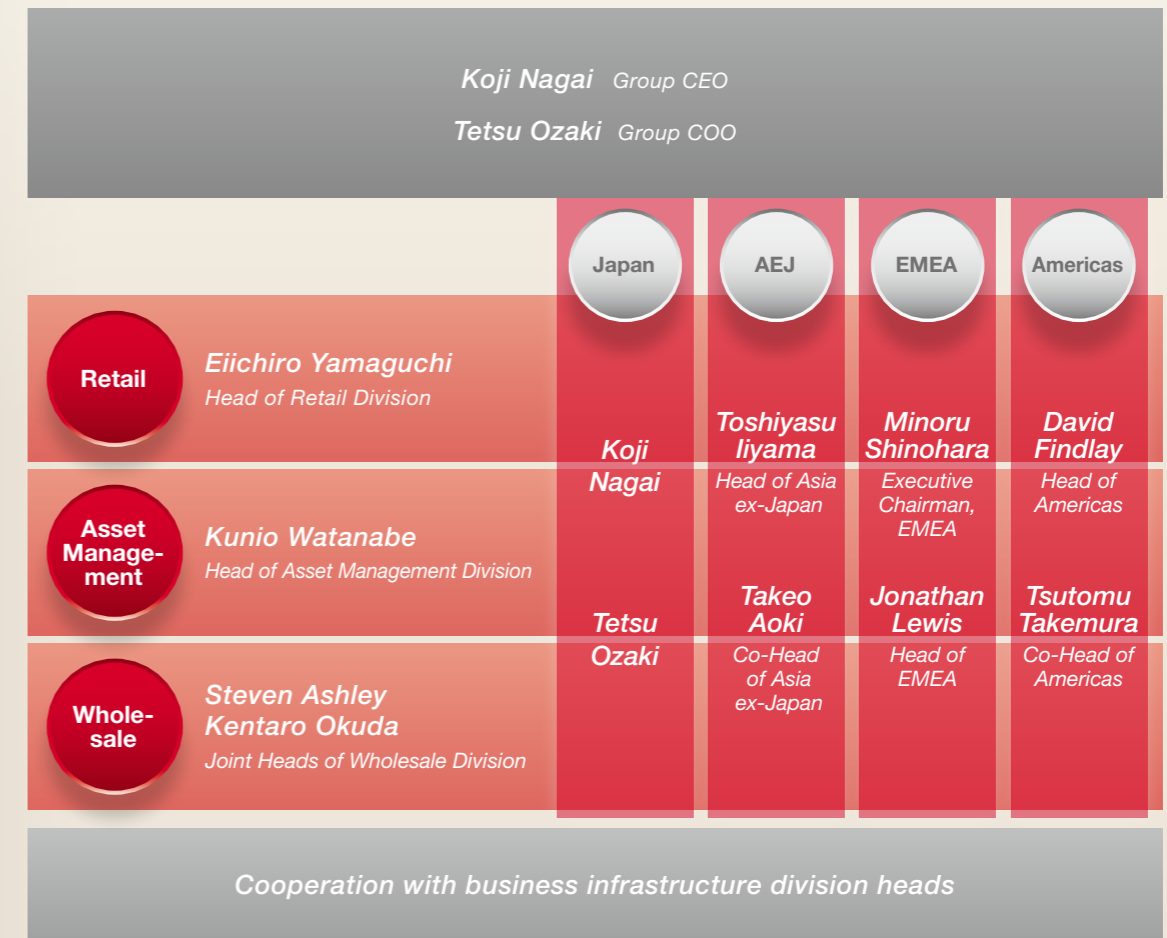 Koji Nagai Group CEO
Tetsu Ozaki Group COO
Japan
AEJ
EMEA
Americas
Retail
Eiichiro Yamaguchi
Head of Retail Division
Asset
Manage-
ment
Kunio Watanabe
Head of Asset Management Division
Whole-
sale
Steven Ashley
Kentaro Okuda
Joint Heads of Wholesale Division
Koji
Nagai
Tetsu
Ozaki
Toshiyasu
Iiyama
Head of Asia
ex-Japan
Takeo
Aoki
Co-Head
of Asia
ex-Japan
Minoru
Shinohara
Executive
Chairman,
EMEA
Jonathan
Lewis
Head of
EMEA
David
Findlay
Head of
Americas
Tsutomu
Takemura
Co-Head of
Americas
Cooperation with business infrastructure division heads